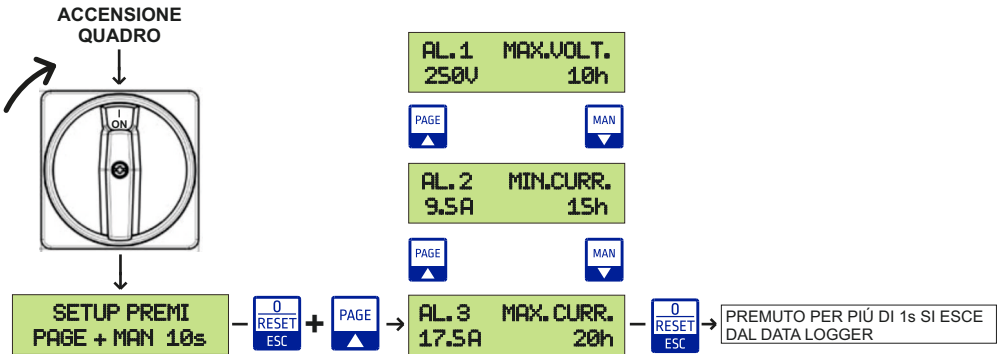 ACCENSIONE
QUADRO
I
ON
AL.1 MAX.VOLT.
250V 10h
PAGE
MAN
AL.2 MIN.CURR.
9.5A 15h
PAGE
MAN
SETUP PREMI
PAGE + MAN 10s
0
RESET
ESC
+
PAGE
AL.3 MAX.CURR.
17.5A 20h
0
RESET
ESC
PREMUTO PER PIÚ DI 1s SI ESCE
DAL DATA LOGGER